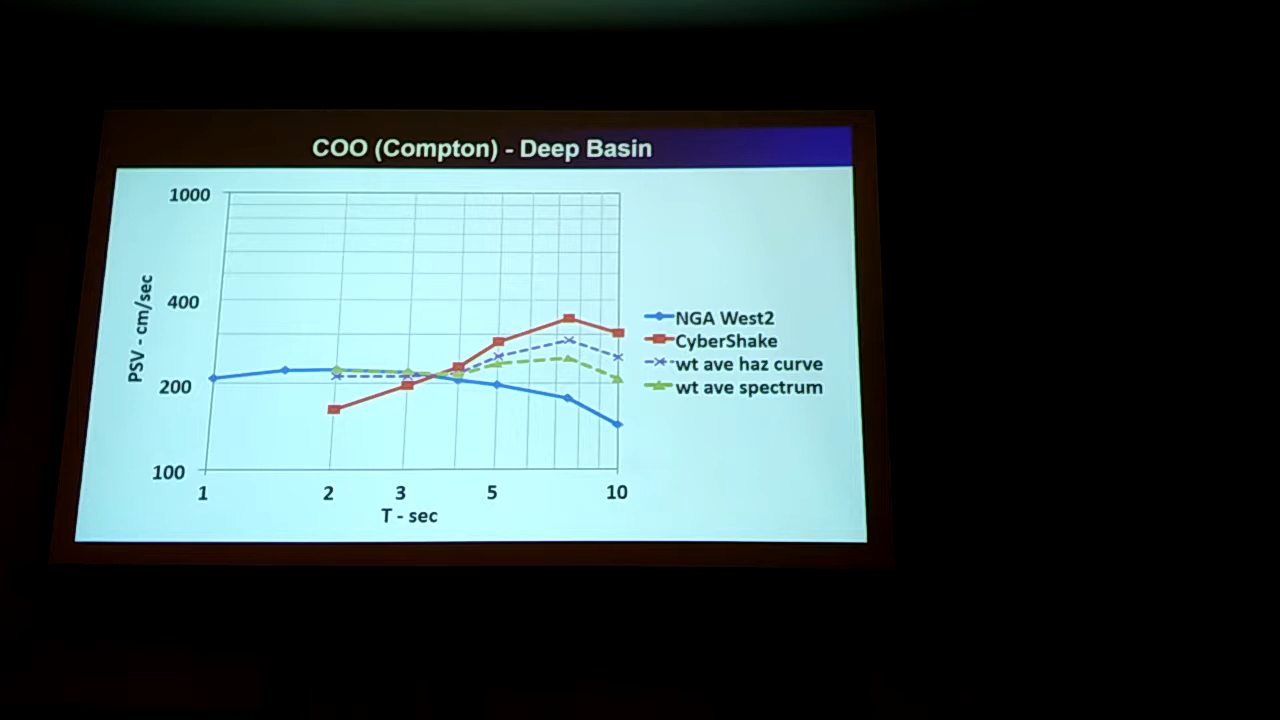 COO (Compton) - Deep Basin
1000
400
200
100
PSV - cm/sec
1
2
3
5
10
T - sec
NGA West2
CyberShake
wt ave haz curve
wt ave spectrum